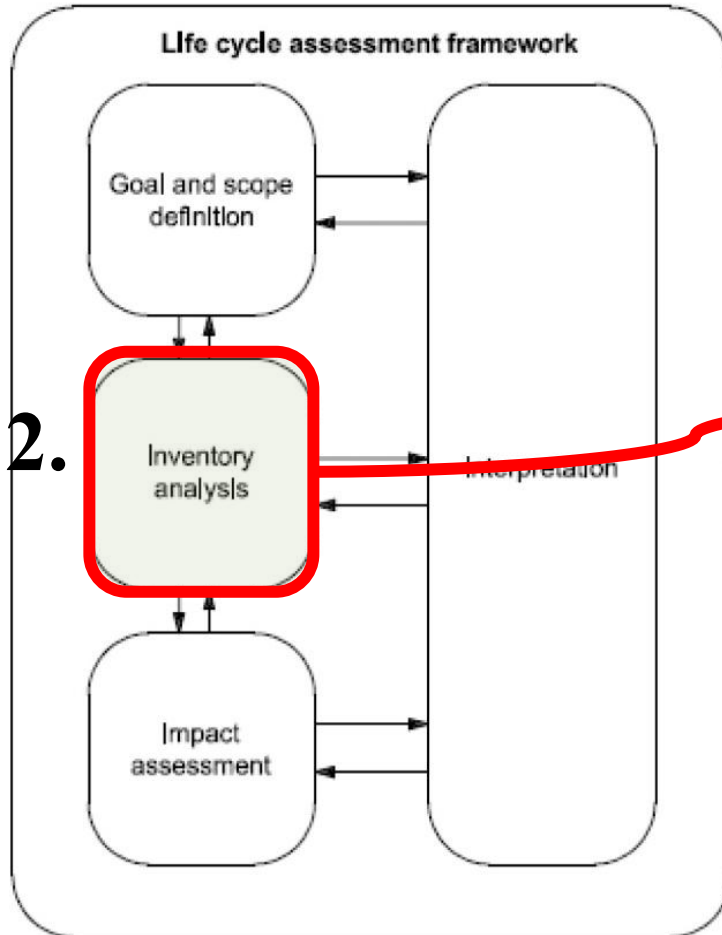 Life cycle assessment framework
Goal and scope
definition
2.
Inventory
analysis
Interpretation
Impact
assessment